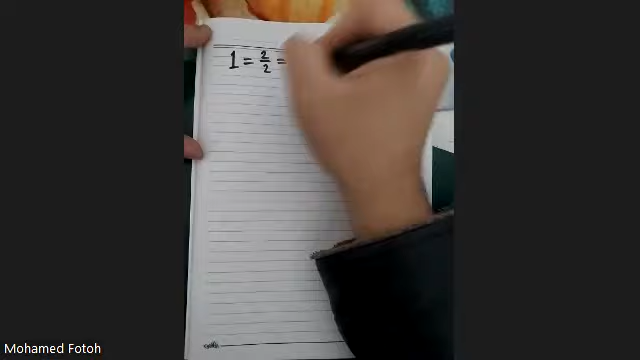 1 = 2/2 =
Mohamed Fotoh